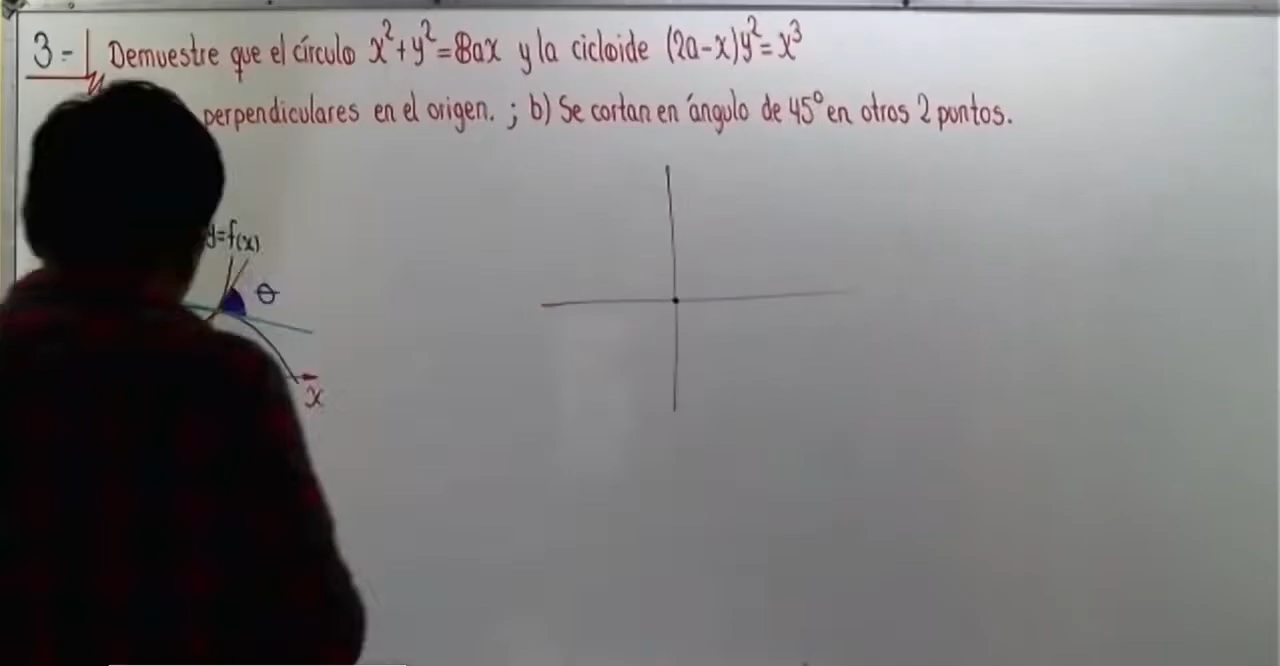 3-| Demuestre que el círculo x²+y²=8ax y la cicloide (2a-x)y²=x³
perpendiculares en el origen. ; b) Se cortan en ángulo de 45° en otros 2 puntos.
y=f(x)
θ
x